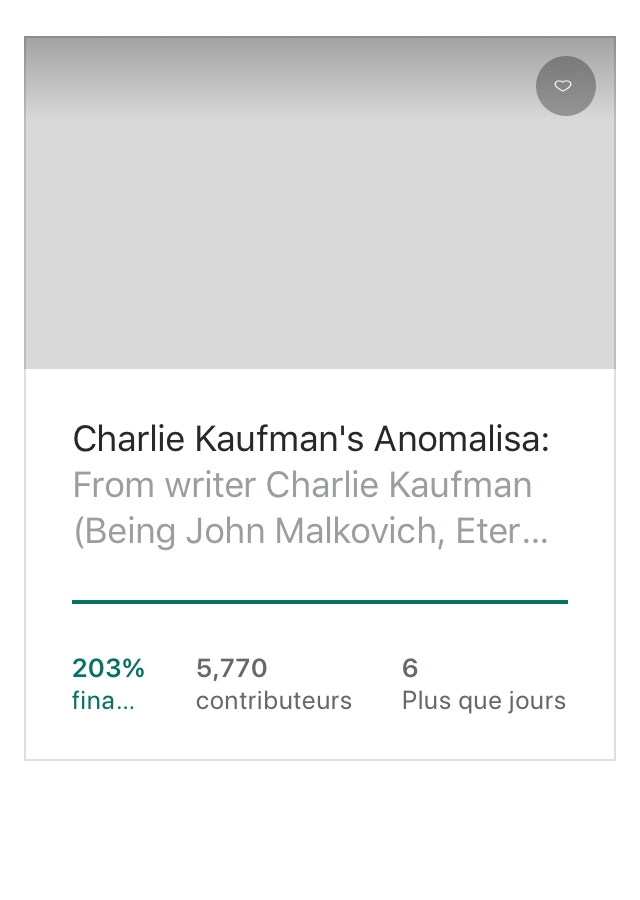 Charlie Kaufman's Anomalisa:
From writer Charlie Kaufman
(Being John Malkovich, Eter...
203%
fina...
5,770
contributeurs
6
Plus que jours